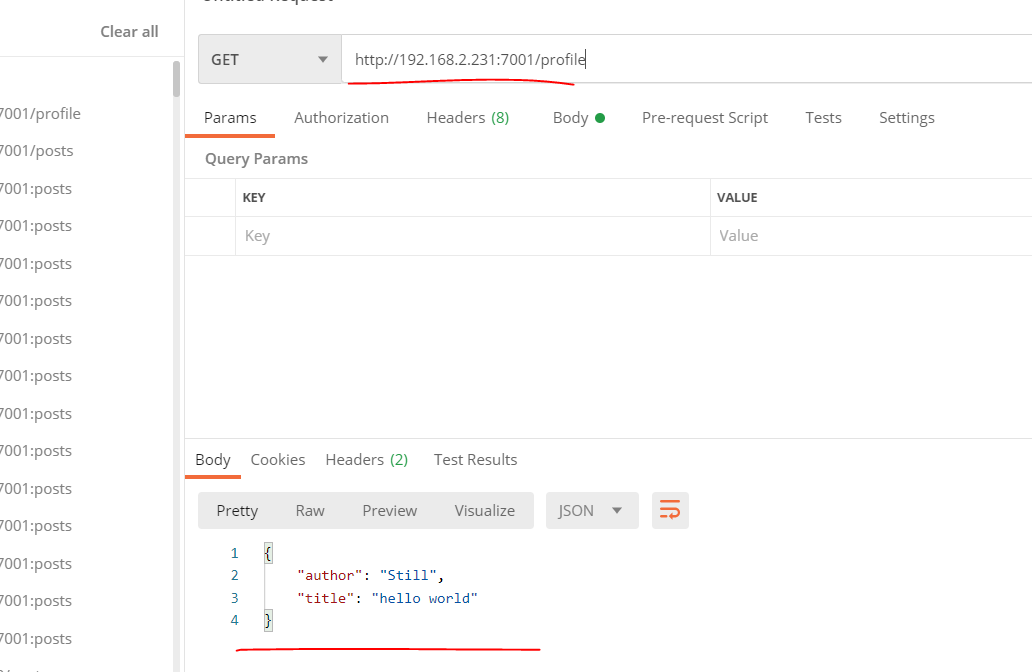 Clear all
7001/profile
7001/posts
7001:posts
7001:posts
7001:posts
7001:posts
7001:posts
7001:posts
7001:posts
7001:posts
7001:posts
7001:posts
7001:posts
7001:posts
7001:posts
Untitled Request
GET http://192.168.2.231:7001/profile
Params Authorization Headers (8) Body Pre-request Script Tests Settings
Query Params
KEY VALUE
Key Value
Body Cookies Headers (2) Test Results
Pretty Raw Preview Visualize JSON
1 {
2 "author": "Still",
3 "title": "hello world"
4 }